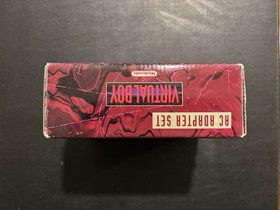 AC ADAPTER SET
VIRTUAL BOY
Nintendo